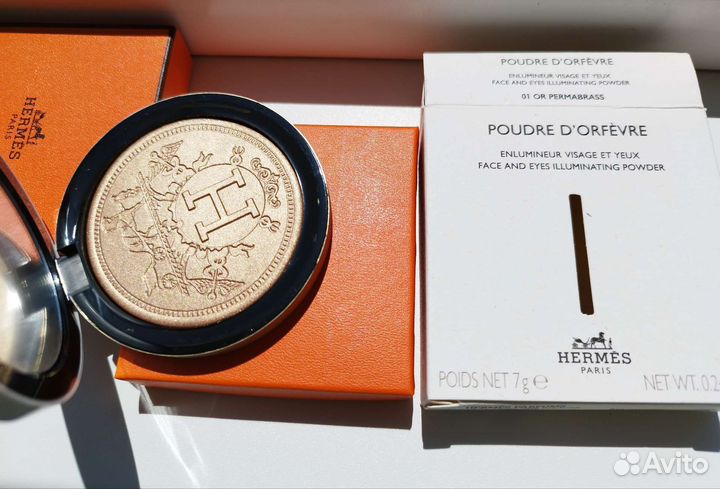 HERMÈS
PARIS
H
POUDRE D'ORFÈVRE
ENLUMINEUR VISAGE ET YEUX
FACE AND EYES ILLUMINATING POWDER
01 OR PERMABRASS
POUDRE D'ORFÈVRE
ENLUMINEUR VISAGE ET YEUX
FACE AND EYES ILLUMINATING POWDER
HERMÈS
PARIS
POIDS NET 7g ℮
NET WT. 0.2
Avito